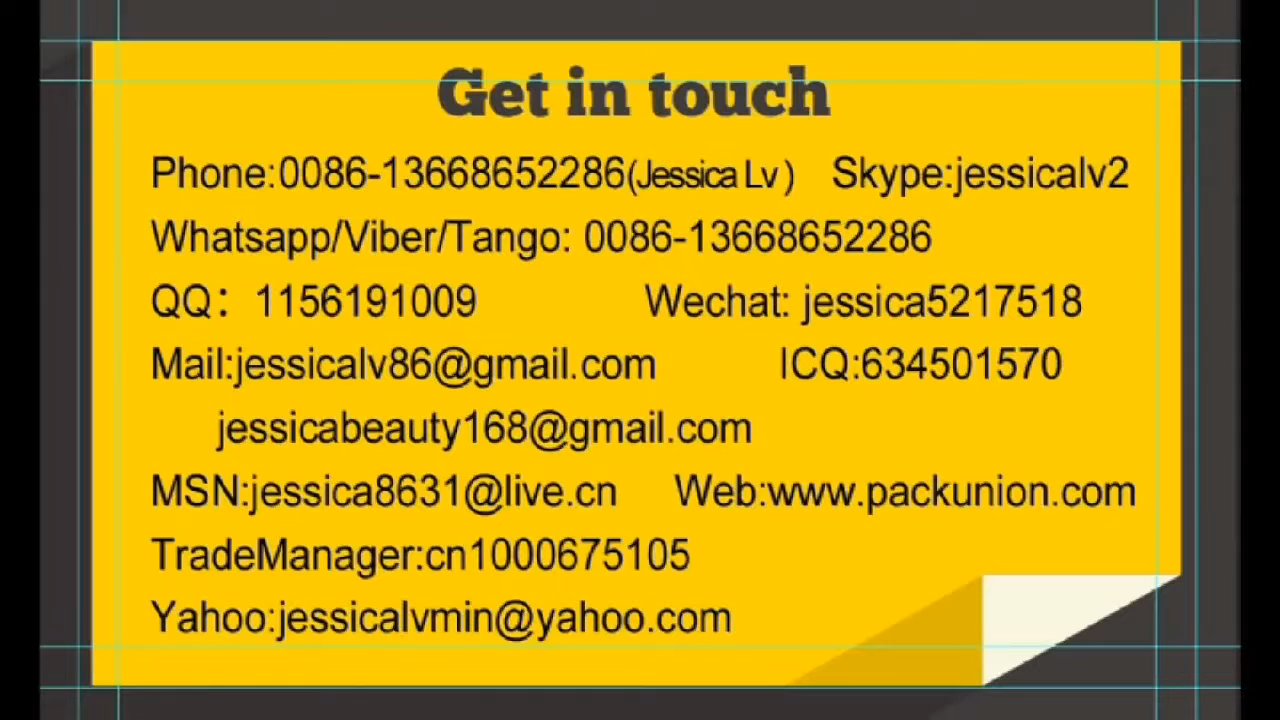 Get in touch
Phone:0086-13668652286(Jessica Lv ) Skype:jessicalv2
Whatsapp/Viber/Tango: 0086-13668652286
QQ：1156191009 Wechat: jessica5217518
Mail:jessicalv86@gmail.com ICQ:634501570
jessicabeauty168@gmail.com
MSN:jessica8631@live.cn Web:www.packunion.com
TradeManager:cn1000675105
Yahoo:jessicalvmin@yahoo.com